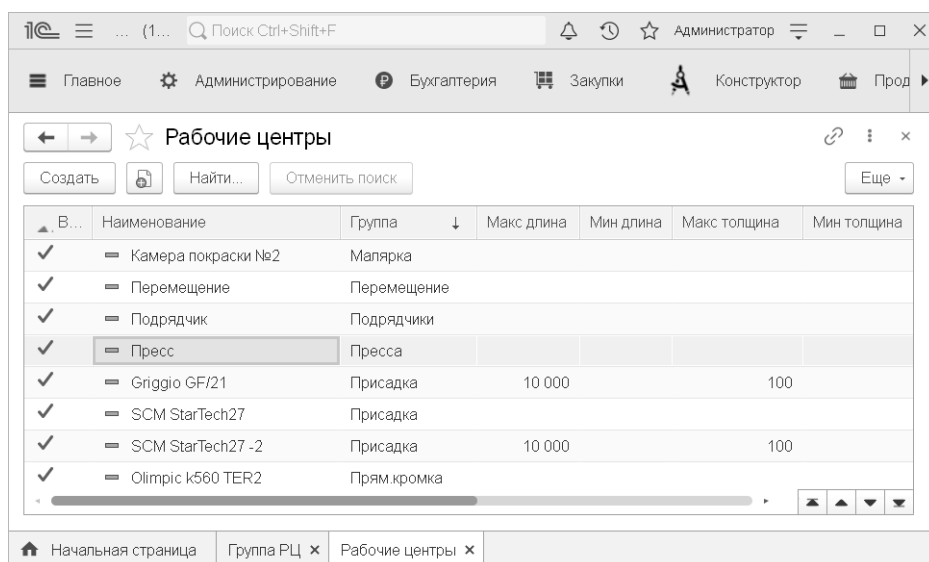 1С ... (1... Поиск Ctrl+Shift+F Администратор
Главное Администрирование Бухгалтерия Закупки Конструктор Прод
Рабочие центры
Создать Найти... Отменить поиск Еще
В... Наименование Группа ↓ Макс длина Мин длина Макс толщина Мин толщина
Камера покраски №2 Малярка
Перемещение Перемещение
Подрядчик Подрядчики
Пресс Пресса
Griggio GF/21 Присадка 10 000 100
SCM StarTech27 Присадка
SCM StarTech27 -2 Присадка 10 000 100
Olimpic k560 TER2 Прям.кромка
Начальная страница Группа РЦ × Рабочие центры ×